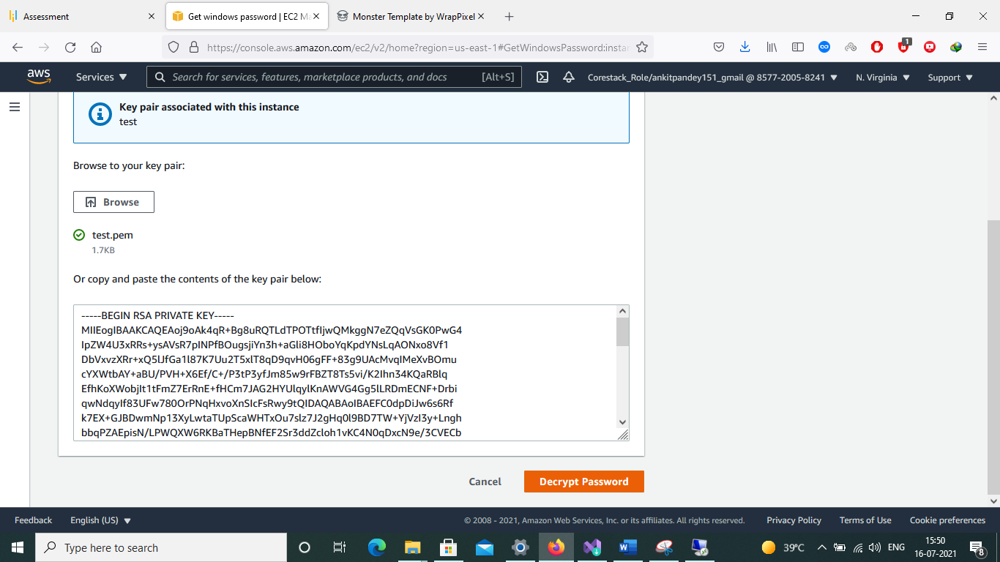 Assessment
Get windows password | EC2 Ma
Monster Template by WrapPixel
https://console.aws.amazon.com/ec2/v2/home?region=us-east-1#GetWindowsPassword:instan
1
aws
Services
Search for services, features, marketplace products, and docs
[Alt+S]
Corestack_Role/ankitpandey151_gmail @ 8577-2005-8241
N. Virginia
Support
Key pair associated with this instance
test
Browse to your key pair:
Browse
test.pem
1.7KB
Or copy and paste the contents of the key pair below:
-----BEGIN RSA PRIVATE KEY-----
MIIEogIBAAKCAQEAoj9oAk4qR+Bg8uRQTLdTPOTtfIjwQMkggN7eZQqVsGK0PwG4
IpZW4U3xRRs+ysAVsR7pINPfBOugsjiYn3h+aGli8HOboYqKpdYNsLqAONxo8Vf1
DbVxvzXRr+xQ5lJfGa1l87K7Uu2T5xlT8qD9qvH06gFF+83g9UAcMvqIMeXvBOmu
cYXWtbAY+aBU/PVH+X6Ef/C+/P3tP3yfJm85w9rFBZT8Ts5vi/K2Ihn34KQaRBlq
EfhKoXWobjIt1tFmZ7ErRnE+fHCm7JAG2HYUlqylKnAWVG4Gg5lLRDmECNF+Drbi
qwNdqyIf83UFw780OrPNqHxvoXnSIcFsRwy9tQIDAQABAoIBAEFC0dpDiJw6s6Rf
k7EX+GJBDwmNp13XyLwtaTUpScaWHTxOu7slz7J2gHq0l9BD7TW+YjVzI3y+Lngh
bbqPZAEpisN/LPWQXW6RKBaTHepBNfEF2Sr3ddZcloh1vKC4N0qDxcN9e/3CVECb
Cancel
Decrypt Password
Feedback
English (US)
© 2008 - 2021, Amazon Web Services, Inc. or its affiliates. All rights reserved.
Privacy Policy
Terms of Use
Cookie preferences
Type here to search
39°C
ENG
15:50
16-07-2021
8